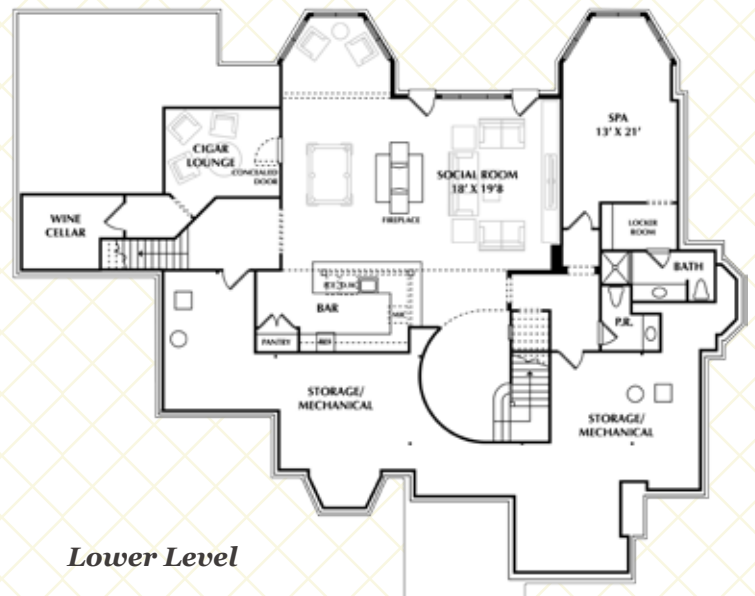 SPA
13' X 21'
CIGAR
LOUNGE
CONCEALED
DOOR
SOCIAL ROOM
18' X 19'8
FIREPLACE
WINE
CELLAR
LOCKER
ROOM
BATH
BAR
P.R.
PANTRY
REF
STORAGE/
MECHANICAL
STORAGE/
MECHANICAL
Lower Level